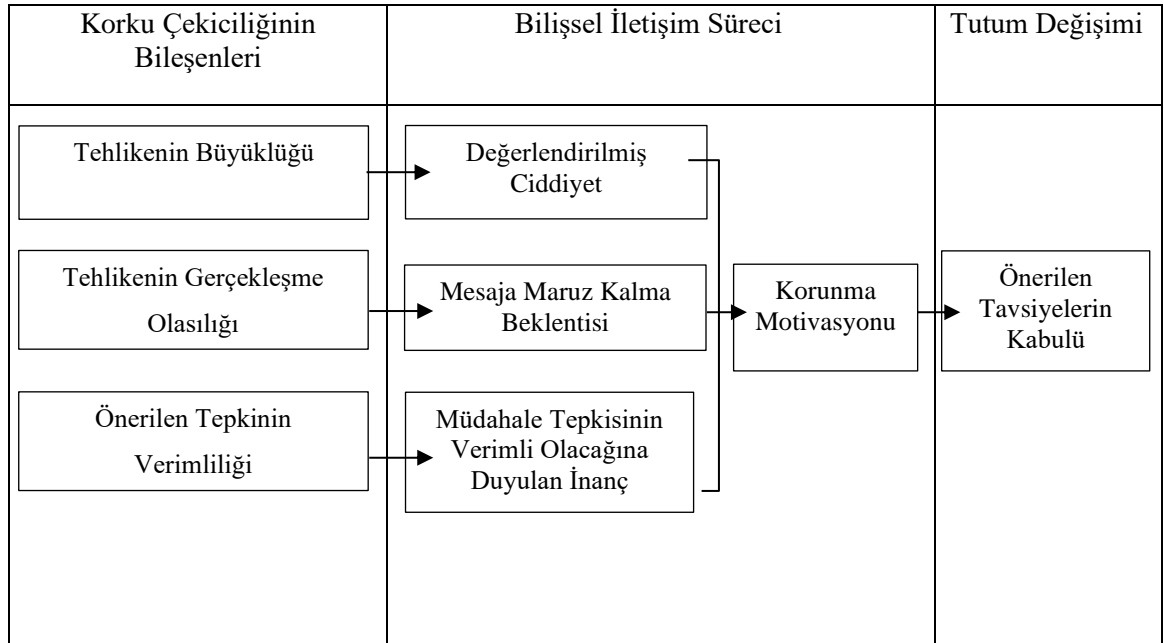 Korku Çekiciliğinin
Bileşenleri
Bilişsel İletişim Süreci
Tutum Değişimi
Tehlikenin Büyüklüğü
Değerlendirilmiş
Ciddiyet
Tehlikenin Gerçekleşme
Olasılığı
Mesaja Maruz Kalma
Beklentisi
Korunma
Motivasyonu
Önerilen
Tavsiyelerin
Kabulü
Önerilen Tepkinin
Verimliliği
Müdahale Tepkisinin
Verimli Olacağına
Duyulan İnanç